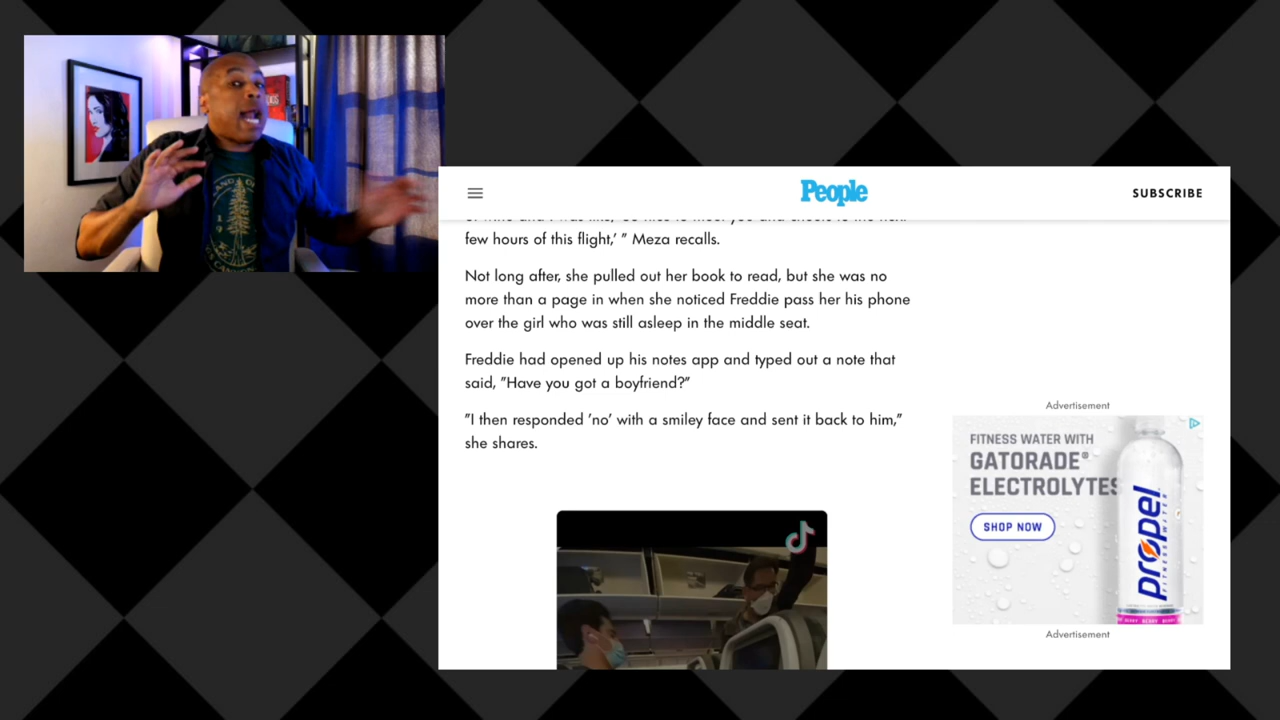 People
SUBSCRIBE
few hours of this flight,’ ” Meza recalls.
Not long after, she pulled out her book to read, but she was no
more than a page in when she noticed Freddie pass her his phone
over the girl who was still asleep in the middle seat.
Freddie had opened up his notes app and typed out a note that
said, "Have you got a boyfriend?"
"I then responded 'no' with a smiley face and sent it back to him,"
she shares.
Advertisement
FITNESS WATER WITH
GATORADE®
ELECTROLYTES
SHOP NOW
propel
FITNESS WATER
BERRY
Advertisement